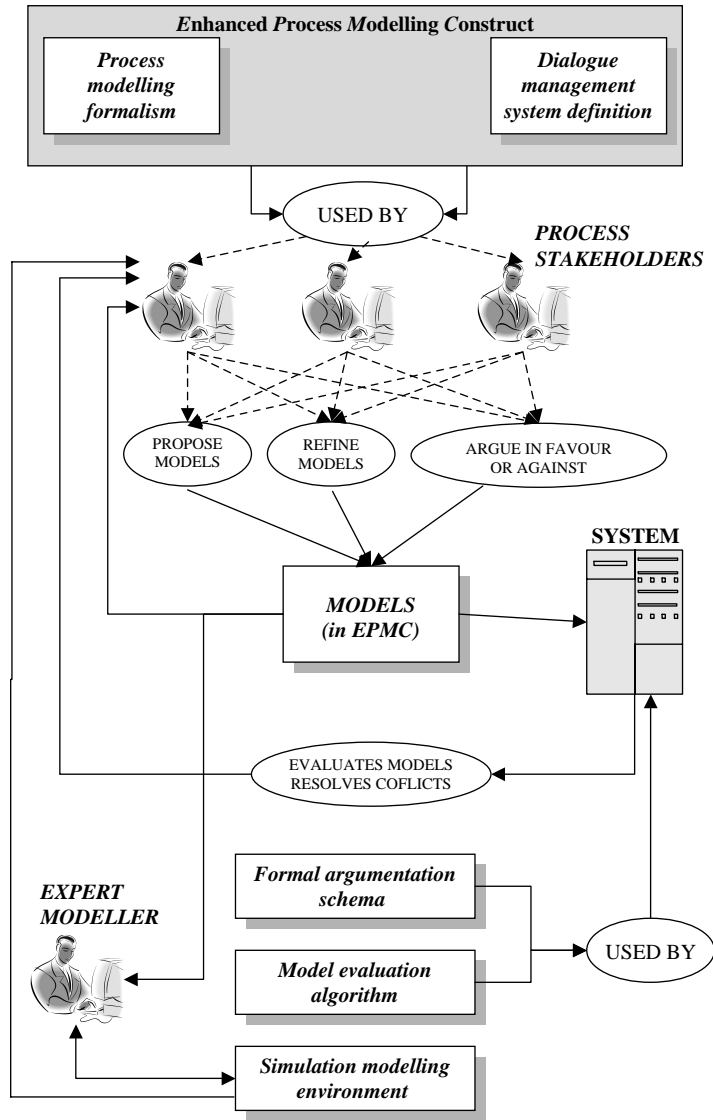 Enhanced Process Modelling Construct
Process
modelling
formalism
Dialogue
management
system definition
USED BY
PROCESS
STAKEHOLDERS
PROPOSE
MODELS
REFINE
MODELS
ARGUE IN FAVOUR
OR AGAINST
SYSTEM
MODELS
(in EPMC)
EVALUATES MODELS
RESOLVES COFLICTS
EXPERT
MODELLER
Formal argumentation
schema
USED BY
Model evaluation
algorithm
Simulation modelling
environment